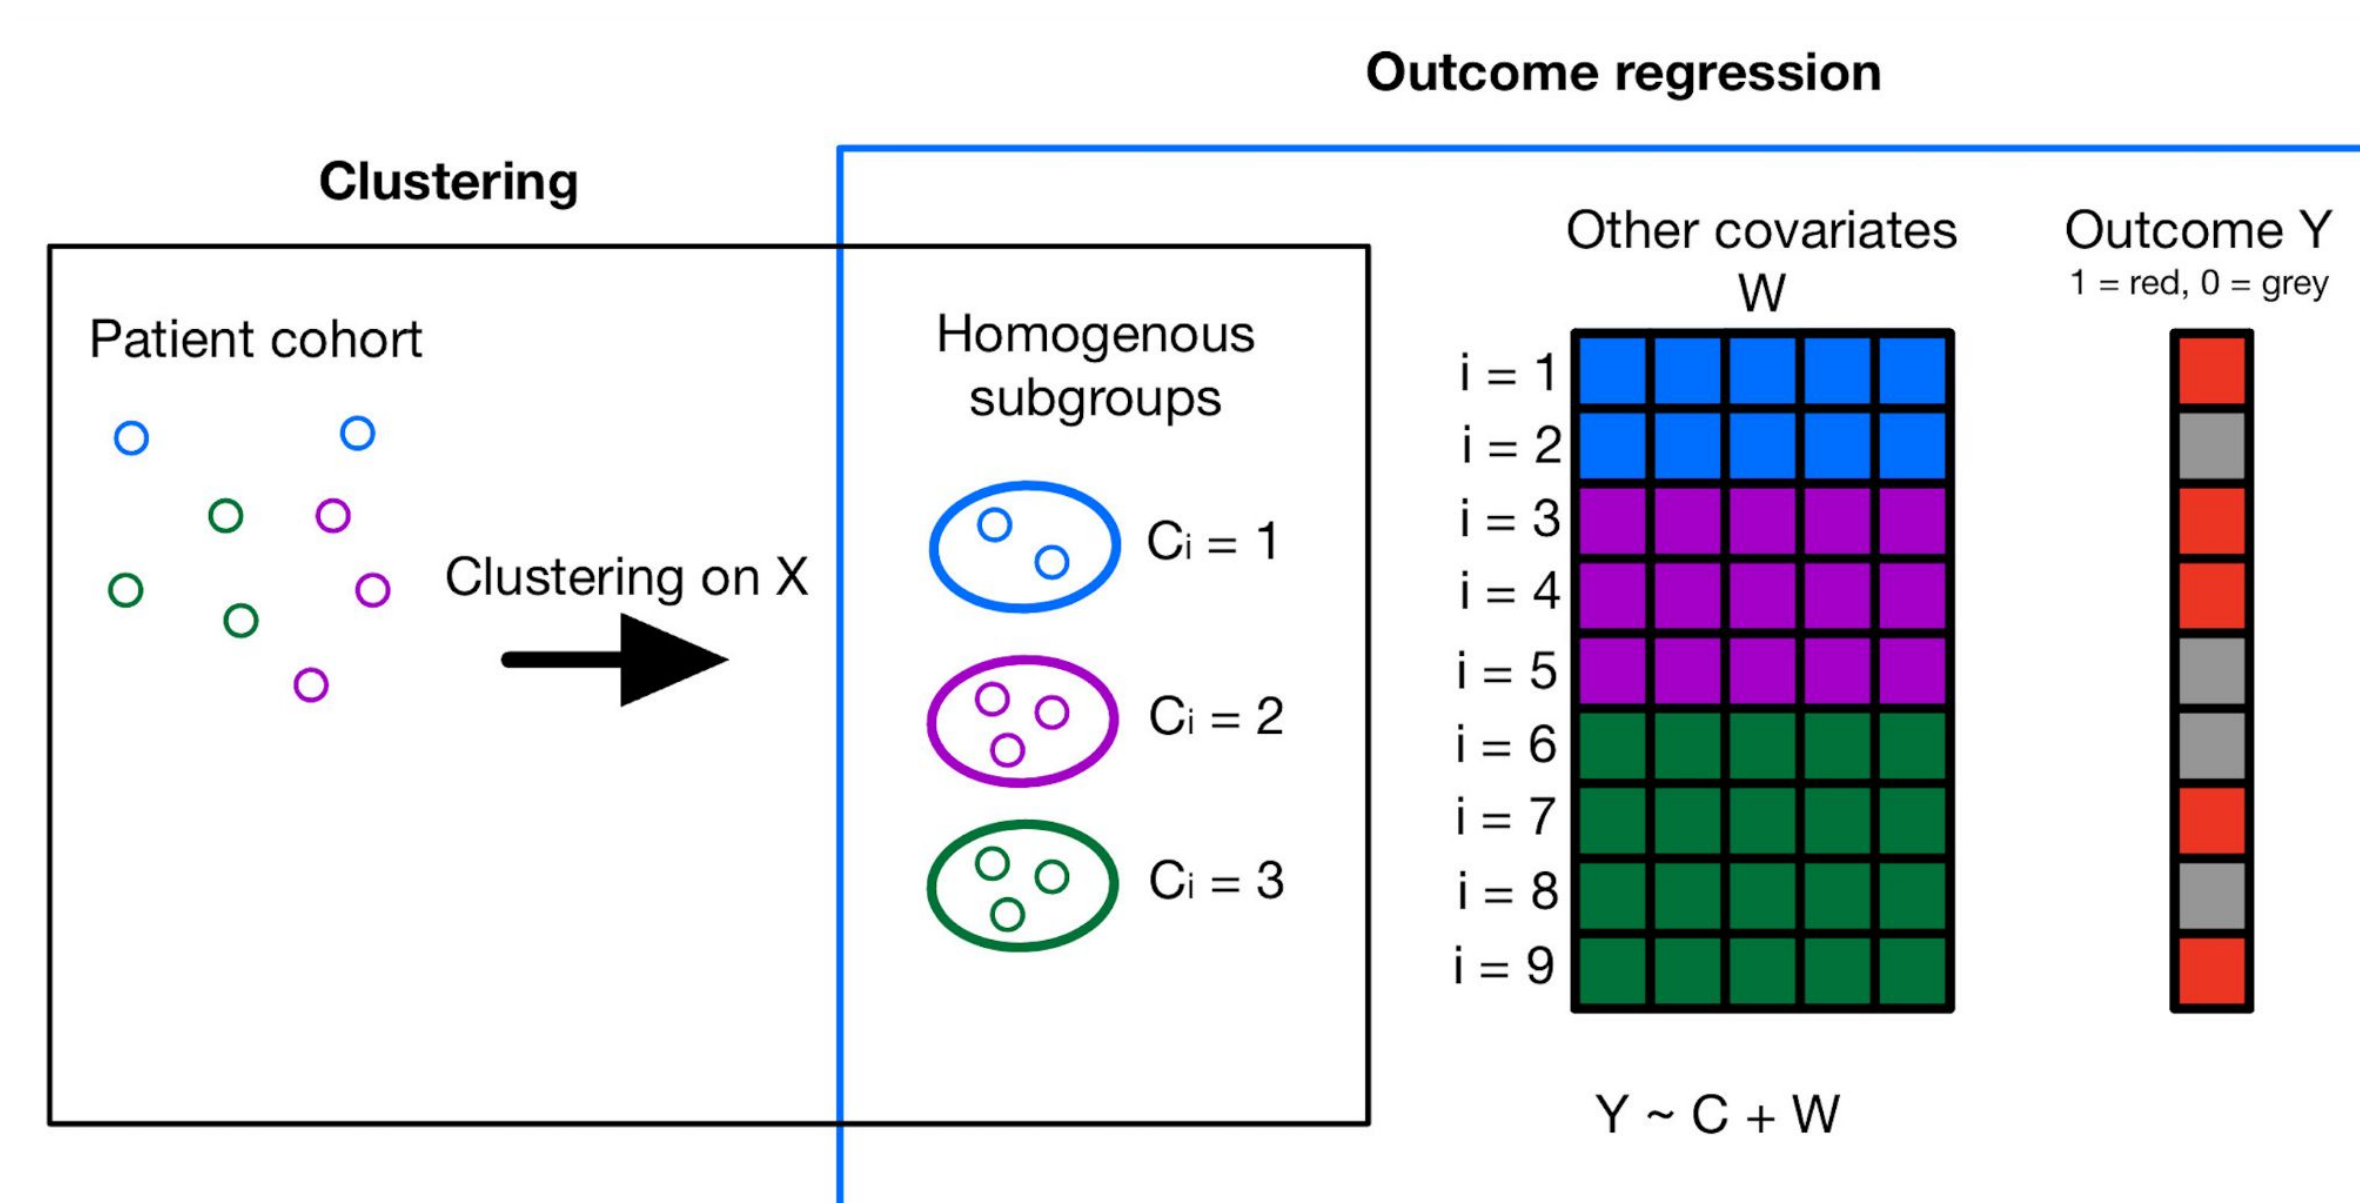 Outcome regression
Clustering
Patient cohort
Clustering on X
Homogenous
subgroups
Ci = 1
Ci = 2
Ci = 3
Other covariates
W
i = 1
i = 2
i = 3
i = 4
i = 5
i = 6
i = 7
i = 8
i = 9
Y ~ C + W
Outcome Y
1 = red, 0 = grey